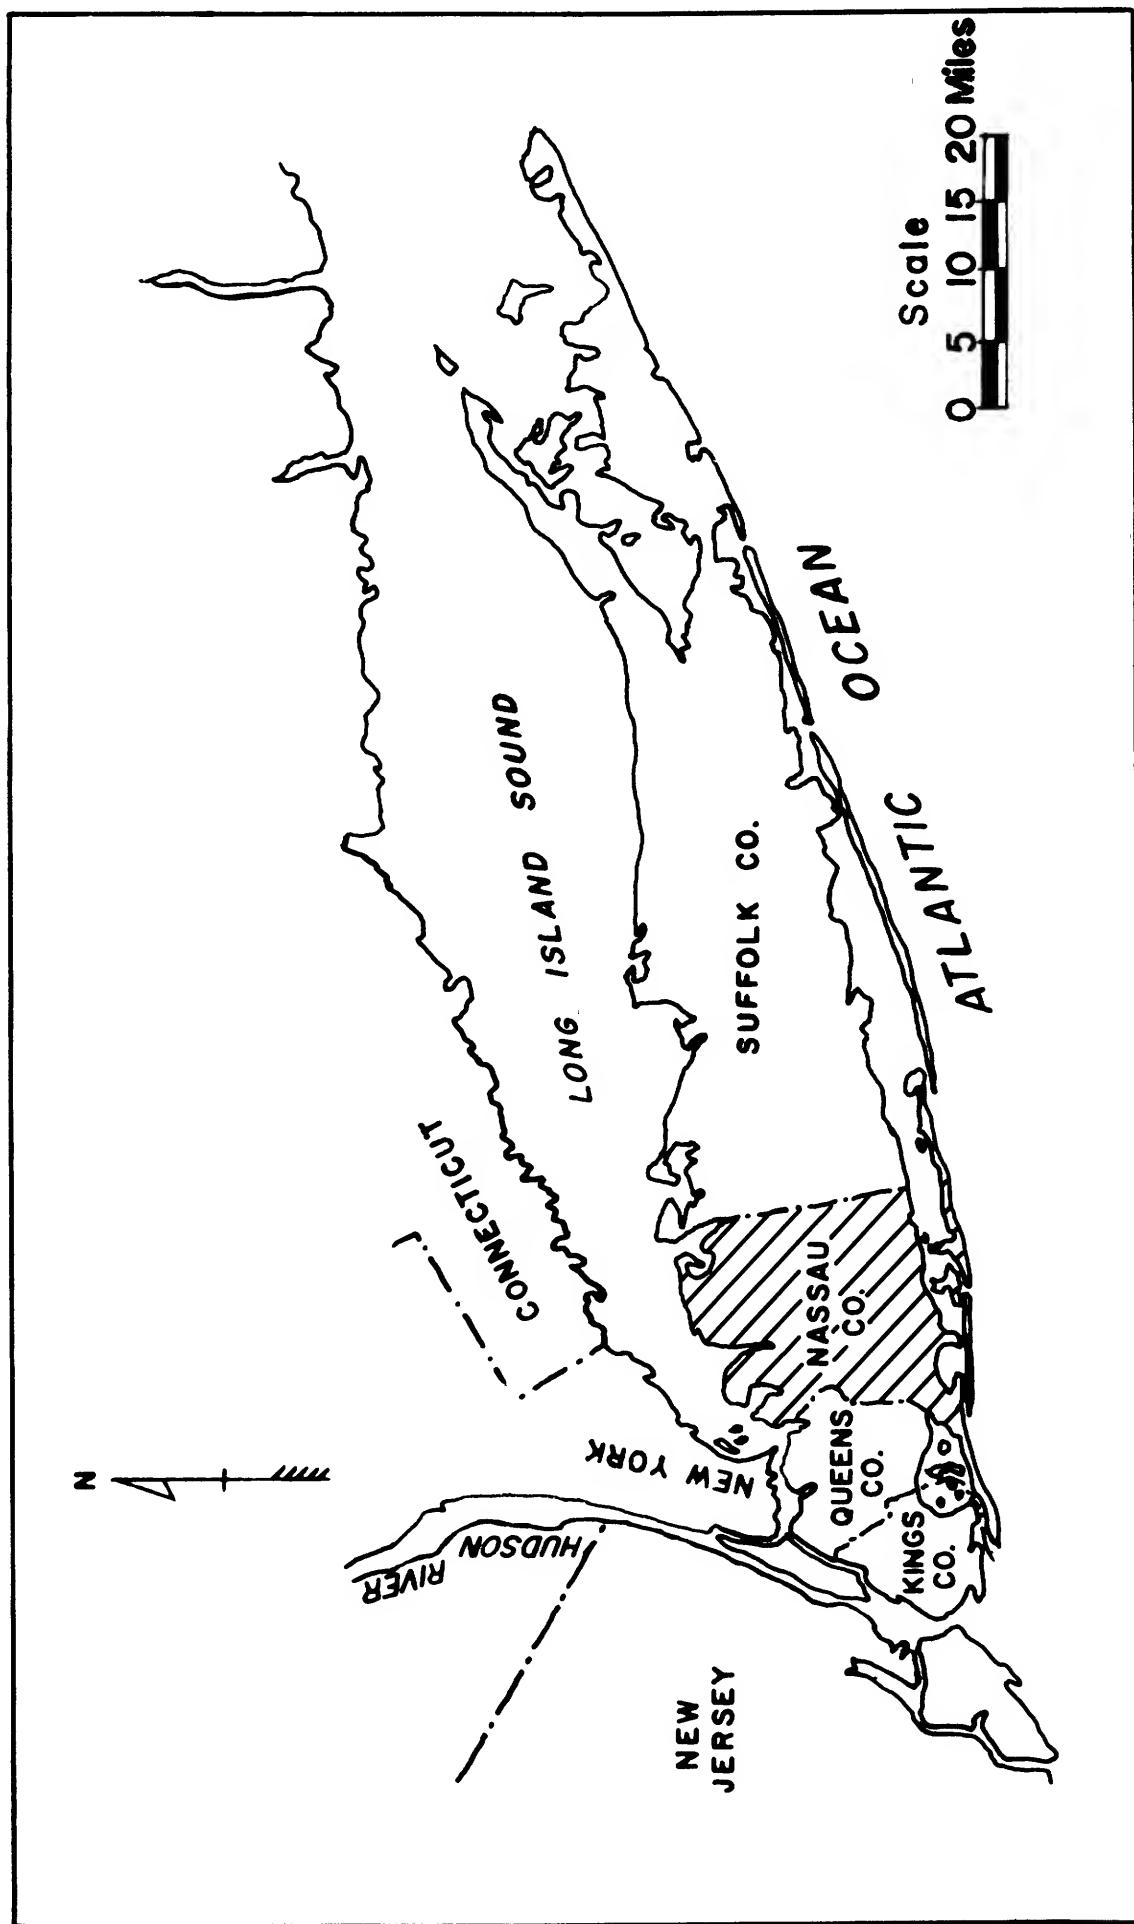 N
CONNECTICUT
NEW YORK
HUDSON
RIVER
NEW
JERSEY
LONG ISLAND SOUND
SUFFOLK CO.
NASSAU
CO.
QUEENS
CO.
KINGS
CO.
ATLANTIC OCEAN
Scale
0 5 10 15 20 Miles